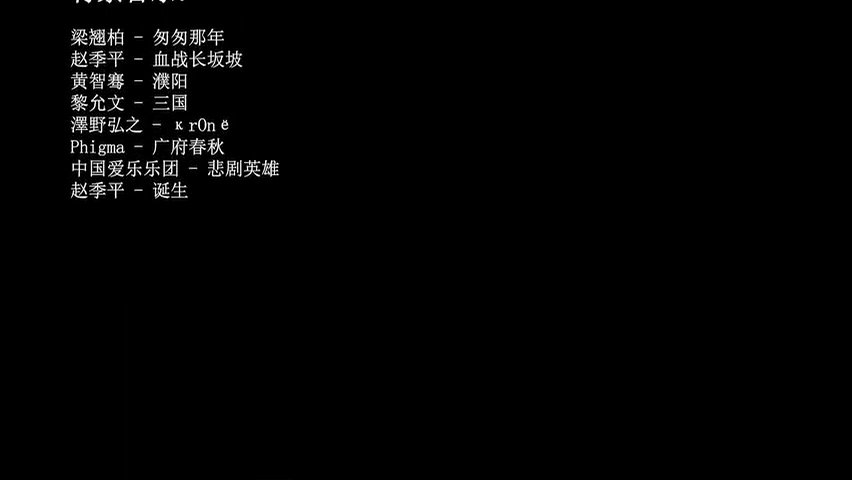 梁翘柏 - 匆匆那年
赵季平 - 血战长坂坡
黄智骞 - 濮阳
黎允文 - 三国
澤野弘之 - κrOnё
Phigma - 广府春秋
中国爱乐乐团 - 悲剧英雄
赵季平 - 诞生